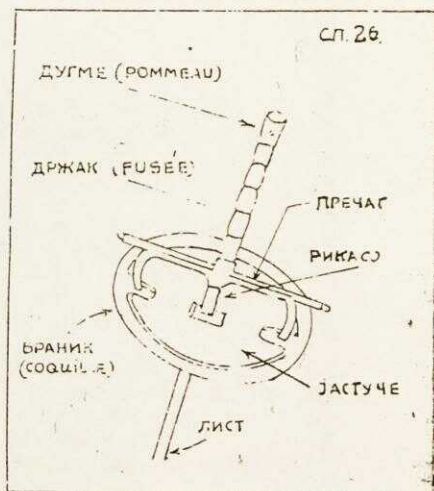 СЛ. 26.
ДУГМЕ (POMMEAU)
ДРЖАК (FUSÉE)
ПРЕЧАГ
РИКАСО
БРАНИК
(COQUILLE)
ЈАСТУЧЕ
ЛИСТ